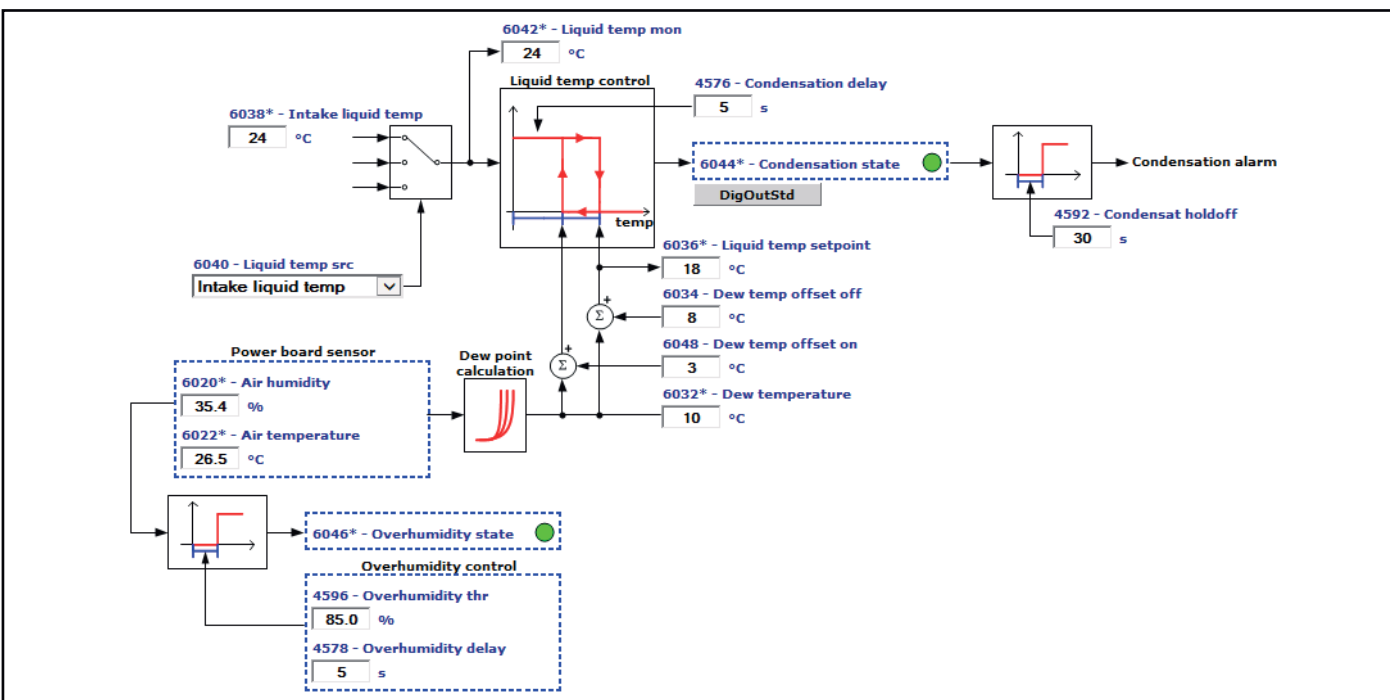 6042* - Liquid temp mon
24 °C
Liquid temp control
4576 - Condensation delay
5 s
6038* - Intake liquid temp
24 °C
6044* - Condensation state
Condensation alarm
DigOutStd
temp
4592 - Condensat holdoff
30 s
6036* - Liquid temp setpoint
18 °C
6040 - Liquid temp src
Intake liquid temp
6034 - Dew temp offset off
+
Σ
8 °C
6048 - Dew temp offset on
+
Σ
3 °C
Power board sensor
Dew point
calculation
6020* - Air humidity
35.4 %
6032* - Dew temperature
10 °C
6022* - Air temperature
26.5 °C
6046* - Overhumidity state
Overhumidity control
4596 - Overhumidity thr
85.0 %
4578 - Overhumidity delay
5 s